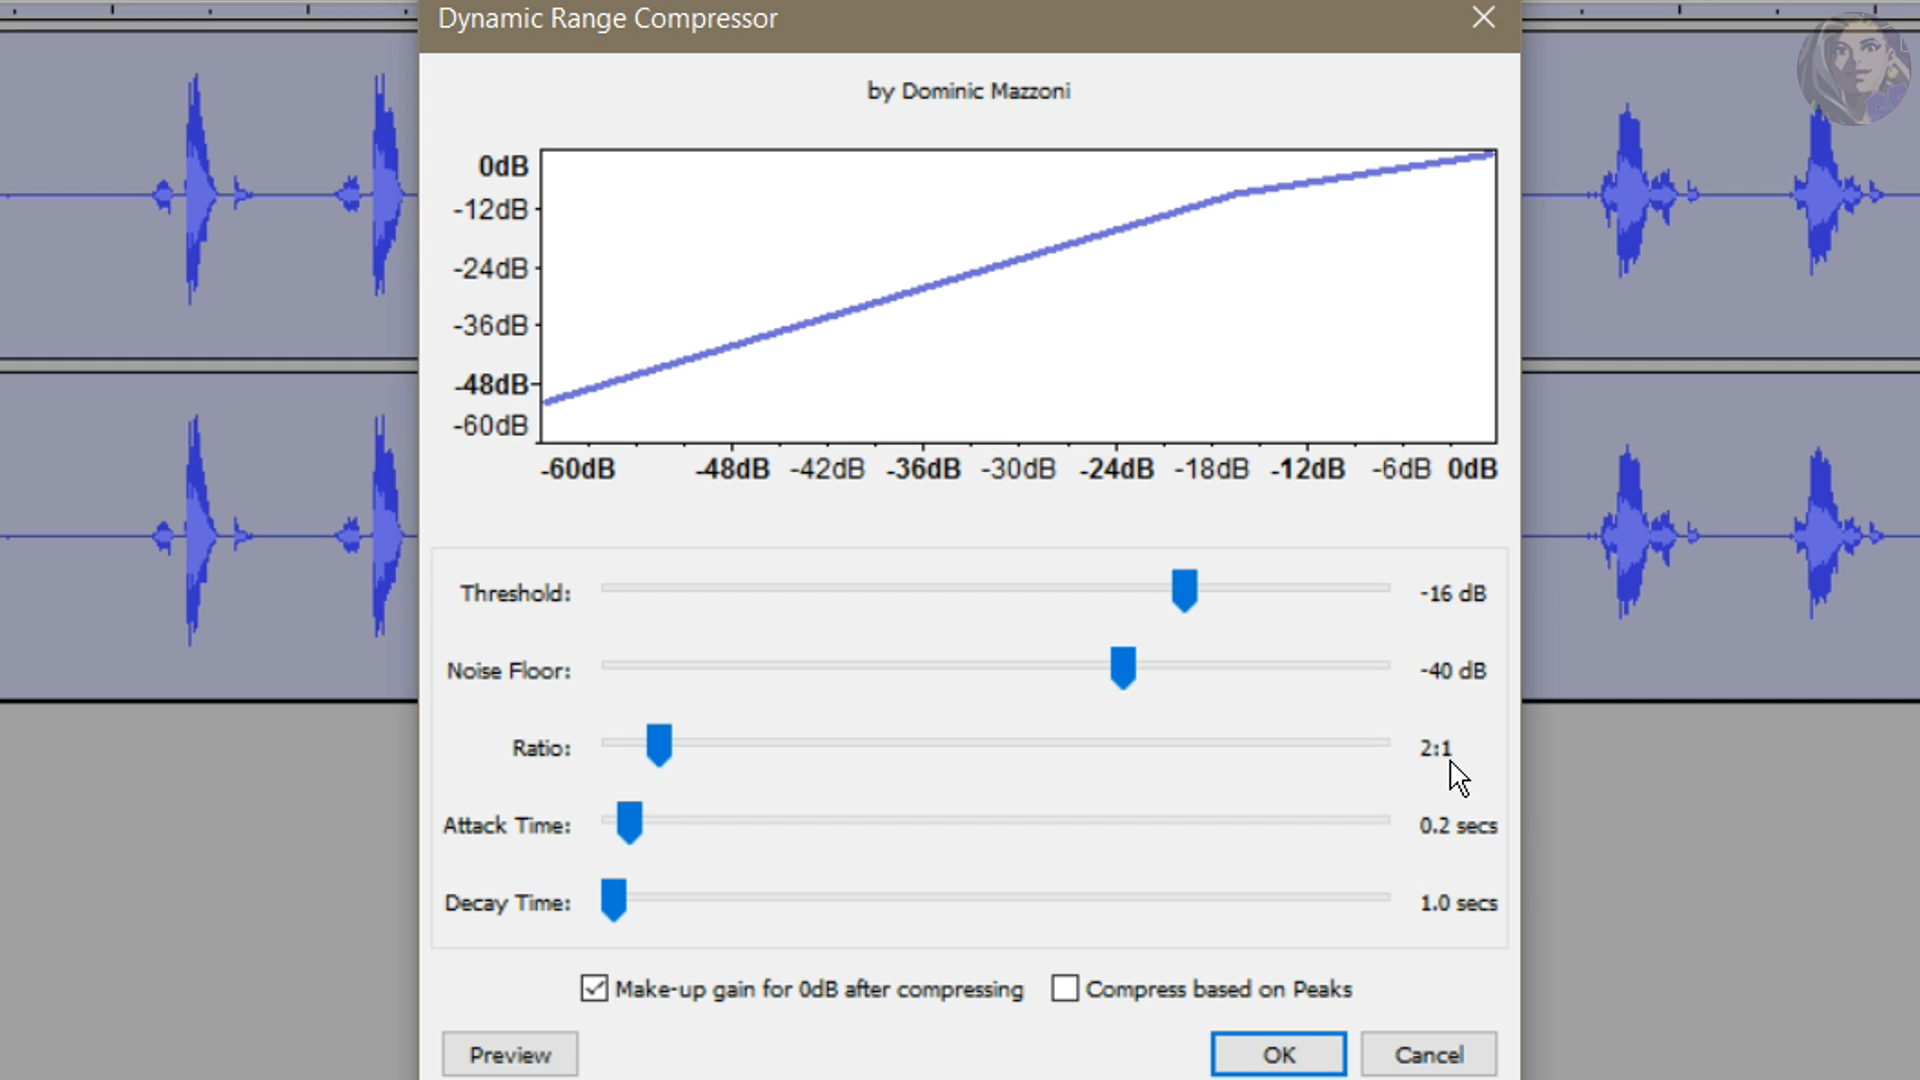 Dynamic Range Compressor
by Dominic Mazzoni
0dB
-12dB
-24dB
-36dB
-48dB
-60dB
-60dB -48dB -42dB -36dB -30dB -24dB -18dB -12dB -6dB 0dB
Threshold: -16 dB
Noise Floor: -40 dB
Ratio: 2:1
Attack Time: 0.2 secs
Decay Time: 1.0 secs
Make-up gain for 0dB after compressing Compress based on Peaks
Preview OK Cancel